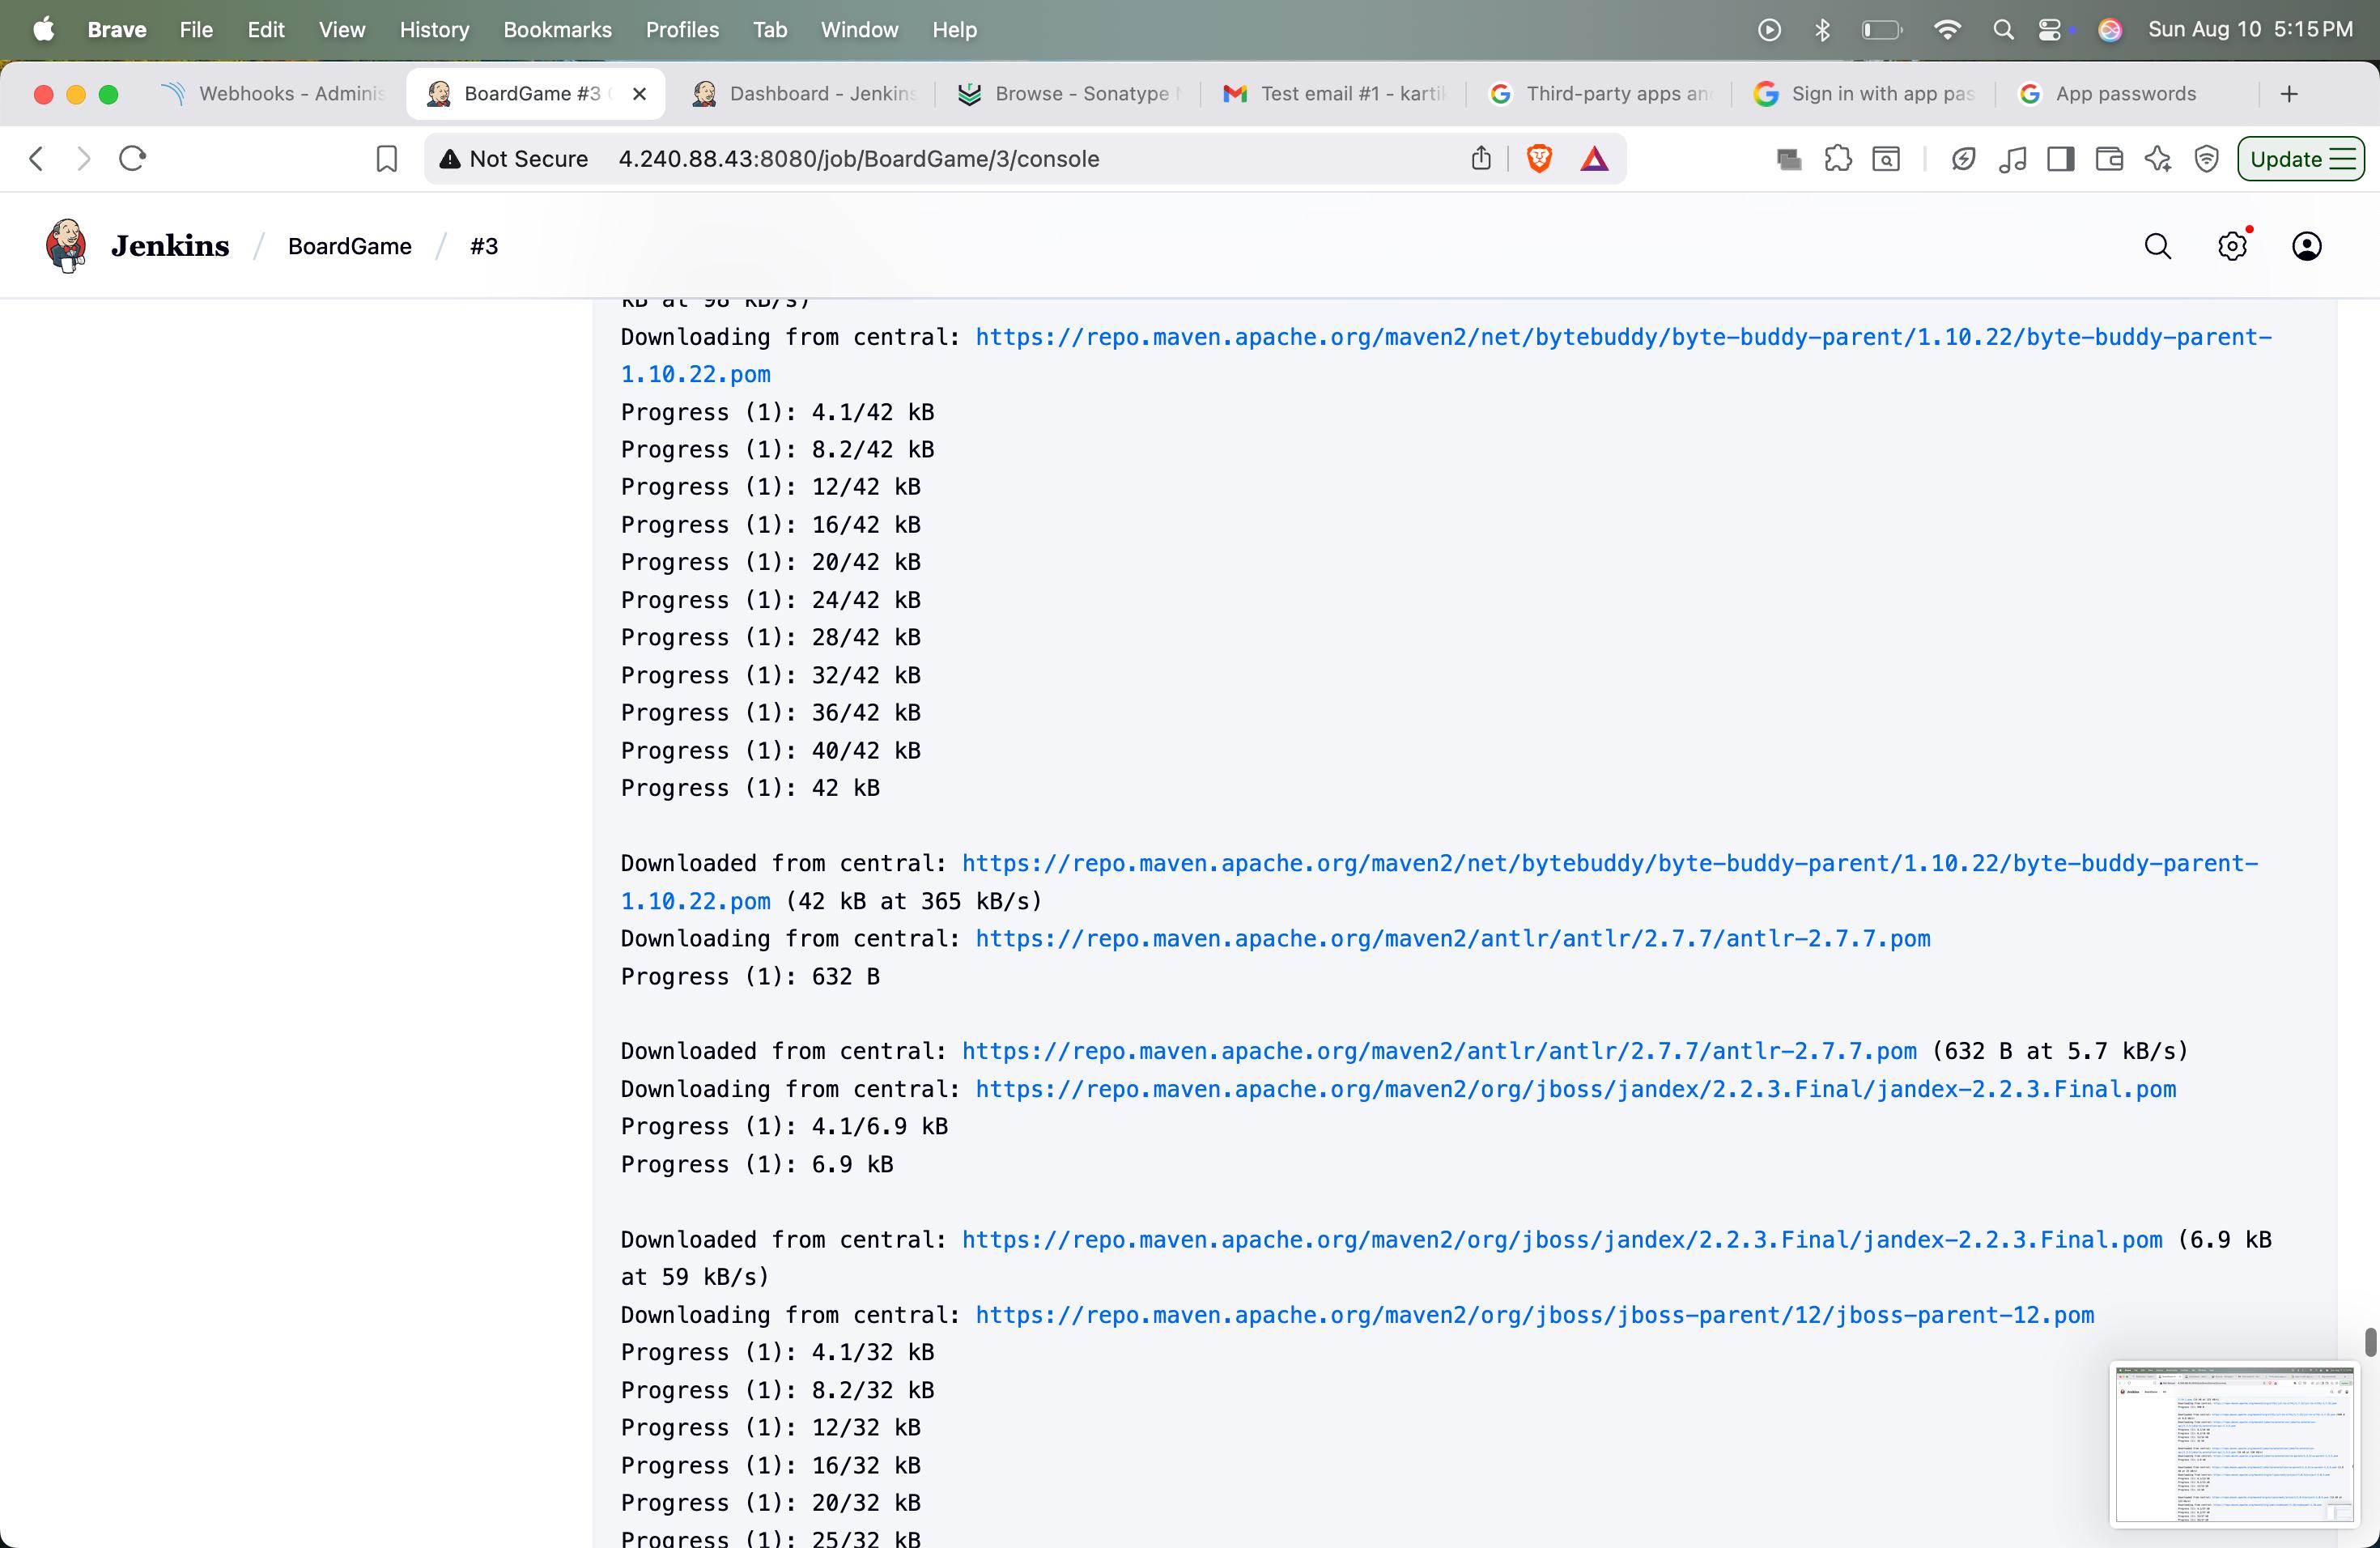 Brave File Edit View History Bookmarks Profiles Tab Window Help Sun Aug 10 5:15 PM
Webhooks - Adminis BoardGame #3 Dashboard - Jenkins Browse - Sonatype Test email #1 - kartik Third-party apps an Sign in with app pas App passwords
Not Secure 4.240.88.43:8080/job/BoardGame/3/console Update
Jenkins / BoardGame / #3
kB at 98 kB/s)
Downloading from central: https://repo.maven.apache.org/maven2/net/bytebuddy/byte-buddy-parent/1.10.22/byte-buddy-parent-
1.10.22.pom
Progress (1): 4.1/42 kB
Progress (1): 8.2/42 kB
Progress (1): 12/42 kB
Progress (1): 16/42 kB
Progress (1): 20/42 kB
Progress (1): 24/42 kB
Progress (1): 28/42 kB
Progress (1): 32/42 kB
Progress (1): 36/42 kB
Progress (1): 40/42 kB
Progress (1): 42 kB
Downloaded from central: https://repo.maven.apache.org/maven2/net/bytebuddy/byte-buddy-parent/1.10.22/byte-buddy-parent-
1.10.22.pom (42 kB at 365 kB/s)
Downloading from central: https://repo.maven.apache.org/maven2/antlr/antlr/2.7.7/antlr-2.7.7.pom
Progress (1): 632 B
Downloaded from central: https://repo.maven.apache.org/maven2/antlr/antlr/2.7.7/antlr-2.7.7.pom (632 B at 5.7 kB/s)
Downloading from central: https://repo.maven.apache.org/maven2/org/jboss/jandex/2.2.3.Final/jandex-2.2.3.Final.pom
Progress (1): 4.1/6.9 kB
Progress (1): 6.9 kB
Downloaded from central: https://repo.maven.apache.org/maven2/org/jboss/jandex/2.2.3.Final/jandex-2.2.3.Final.pom (6.9 kB
at 59 kB/s)
Downloading from central: https://repo.maven.apache.org/maven2/org/jboss/jboss-parent/12/jboss-parent-12.pom
Progress (1): 4.1/32 kB
Progress (1): 8.2/32 kB
Progress (1): 12/32 kB
Progress (1): 16/32 kB
Progress (1): 20/32 kB
Progress (1): 25/32 kB